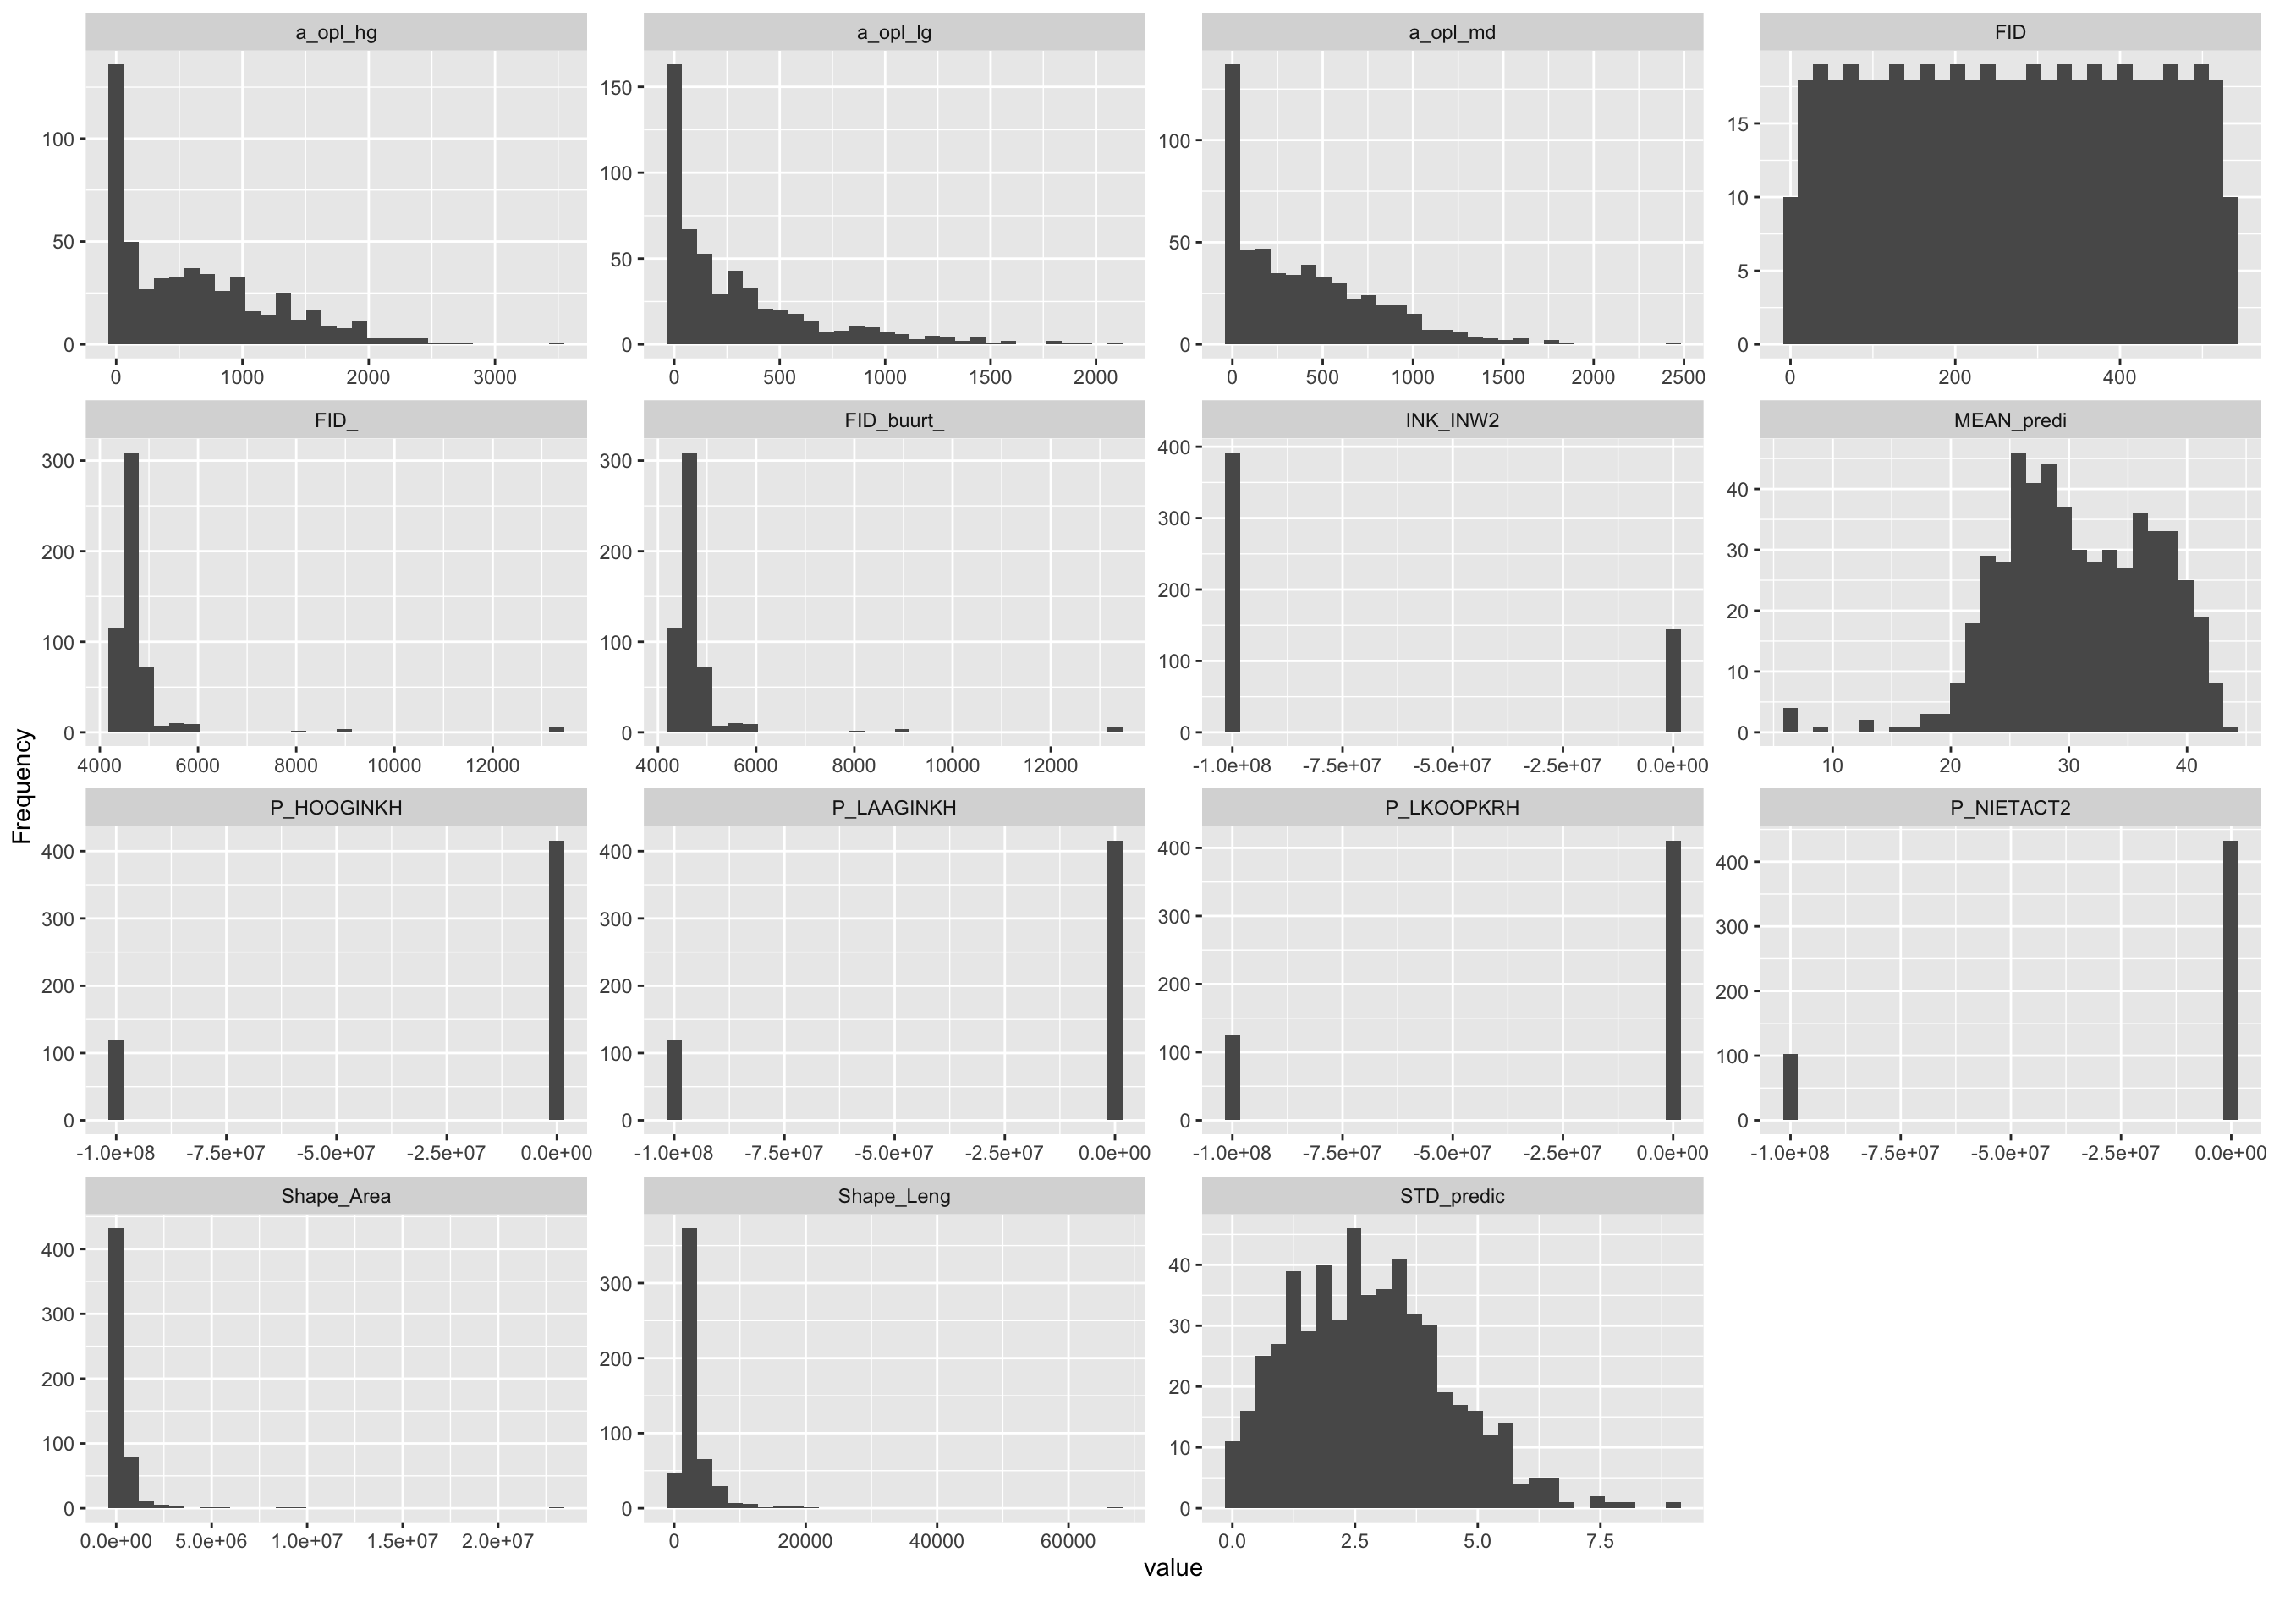 a_opl_hg a_opl_lg a_opl_md FID
100 50 0
150 100 50 0
100 50 0
15 10 5 0
0 1000 2000 3000
0 500 1000 1500 2000
0 500 1000 1500 2000 2500
0 200 400
FID_ FID_buurt_ INK_INW2 MEAN_predi
300 200 100 0
300 200 100 0
400 300 200 100 0
40 30 20 10 0
4000 6000 8000 10000 12000
4000 6000 8000 10000 12000
-1.0e+08 -7.5e+07 -5.0e+07 -2.5e+07 0.0e+00
10 20 30 40
Frequency
P_HOOGINKH P_LAAGINKH P_LKOOPKRH P_NIETACT2
400 300 200 100 0
400 300 200 100 0
400 300 200 100 0
400 300 200 100 0
-1.0e+08 -7.5e+07 -5.0e+07 -2.5e+07 0.0e+00
-1.0e+08 -7.5e+07 -5.0e+07 -2.5e+07 0.0e+00
-1.0e+08 -7.5e+07 -5.0e+07 -2.5e+07 0.0e+00
-1.0e+08 -7.5e+07 -5.0e+07 -2.5e+07 0.0e+00
Shape_Area Shape_Leng STD_predic
400 300 200 100 0
300 200 100 0
40 30 20 10 0
0.0e+00 5.0e+06 1.0e+07 1.5e+07 2.0e+07
0 20000 40000 60000
0.0 2.5 5.0 7.5
value